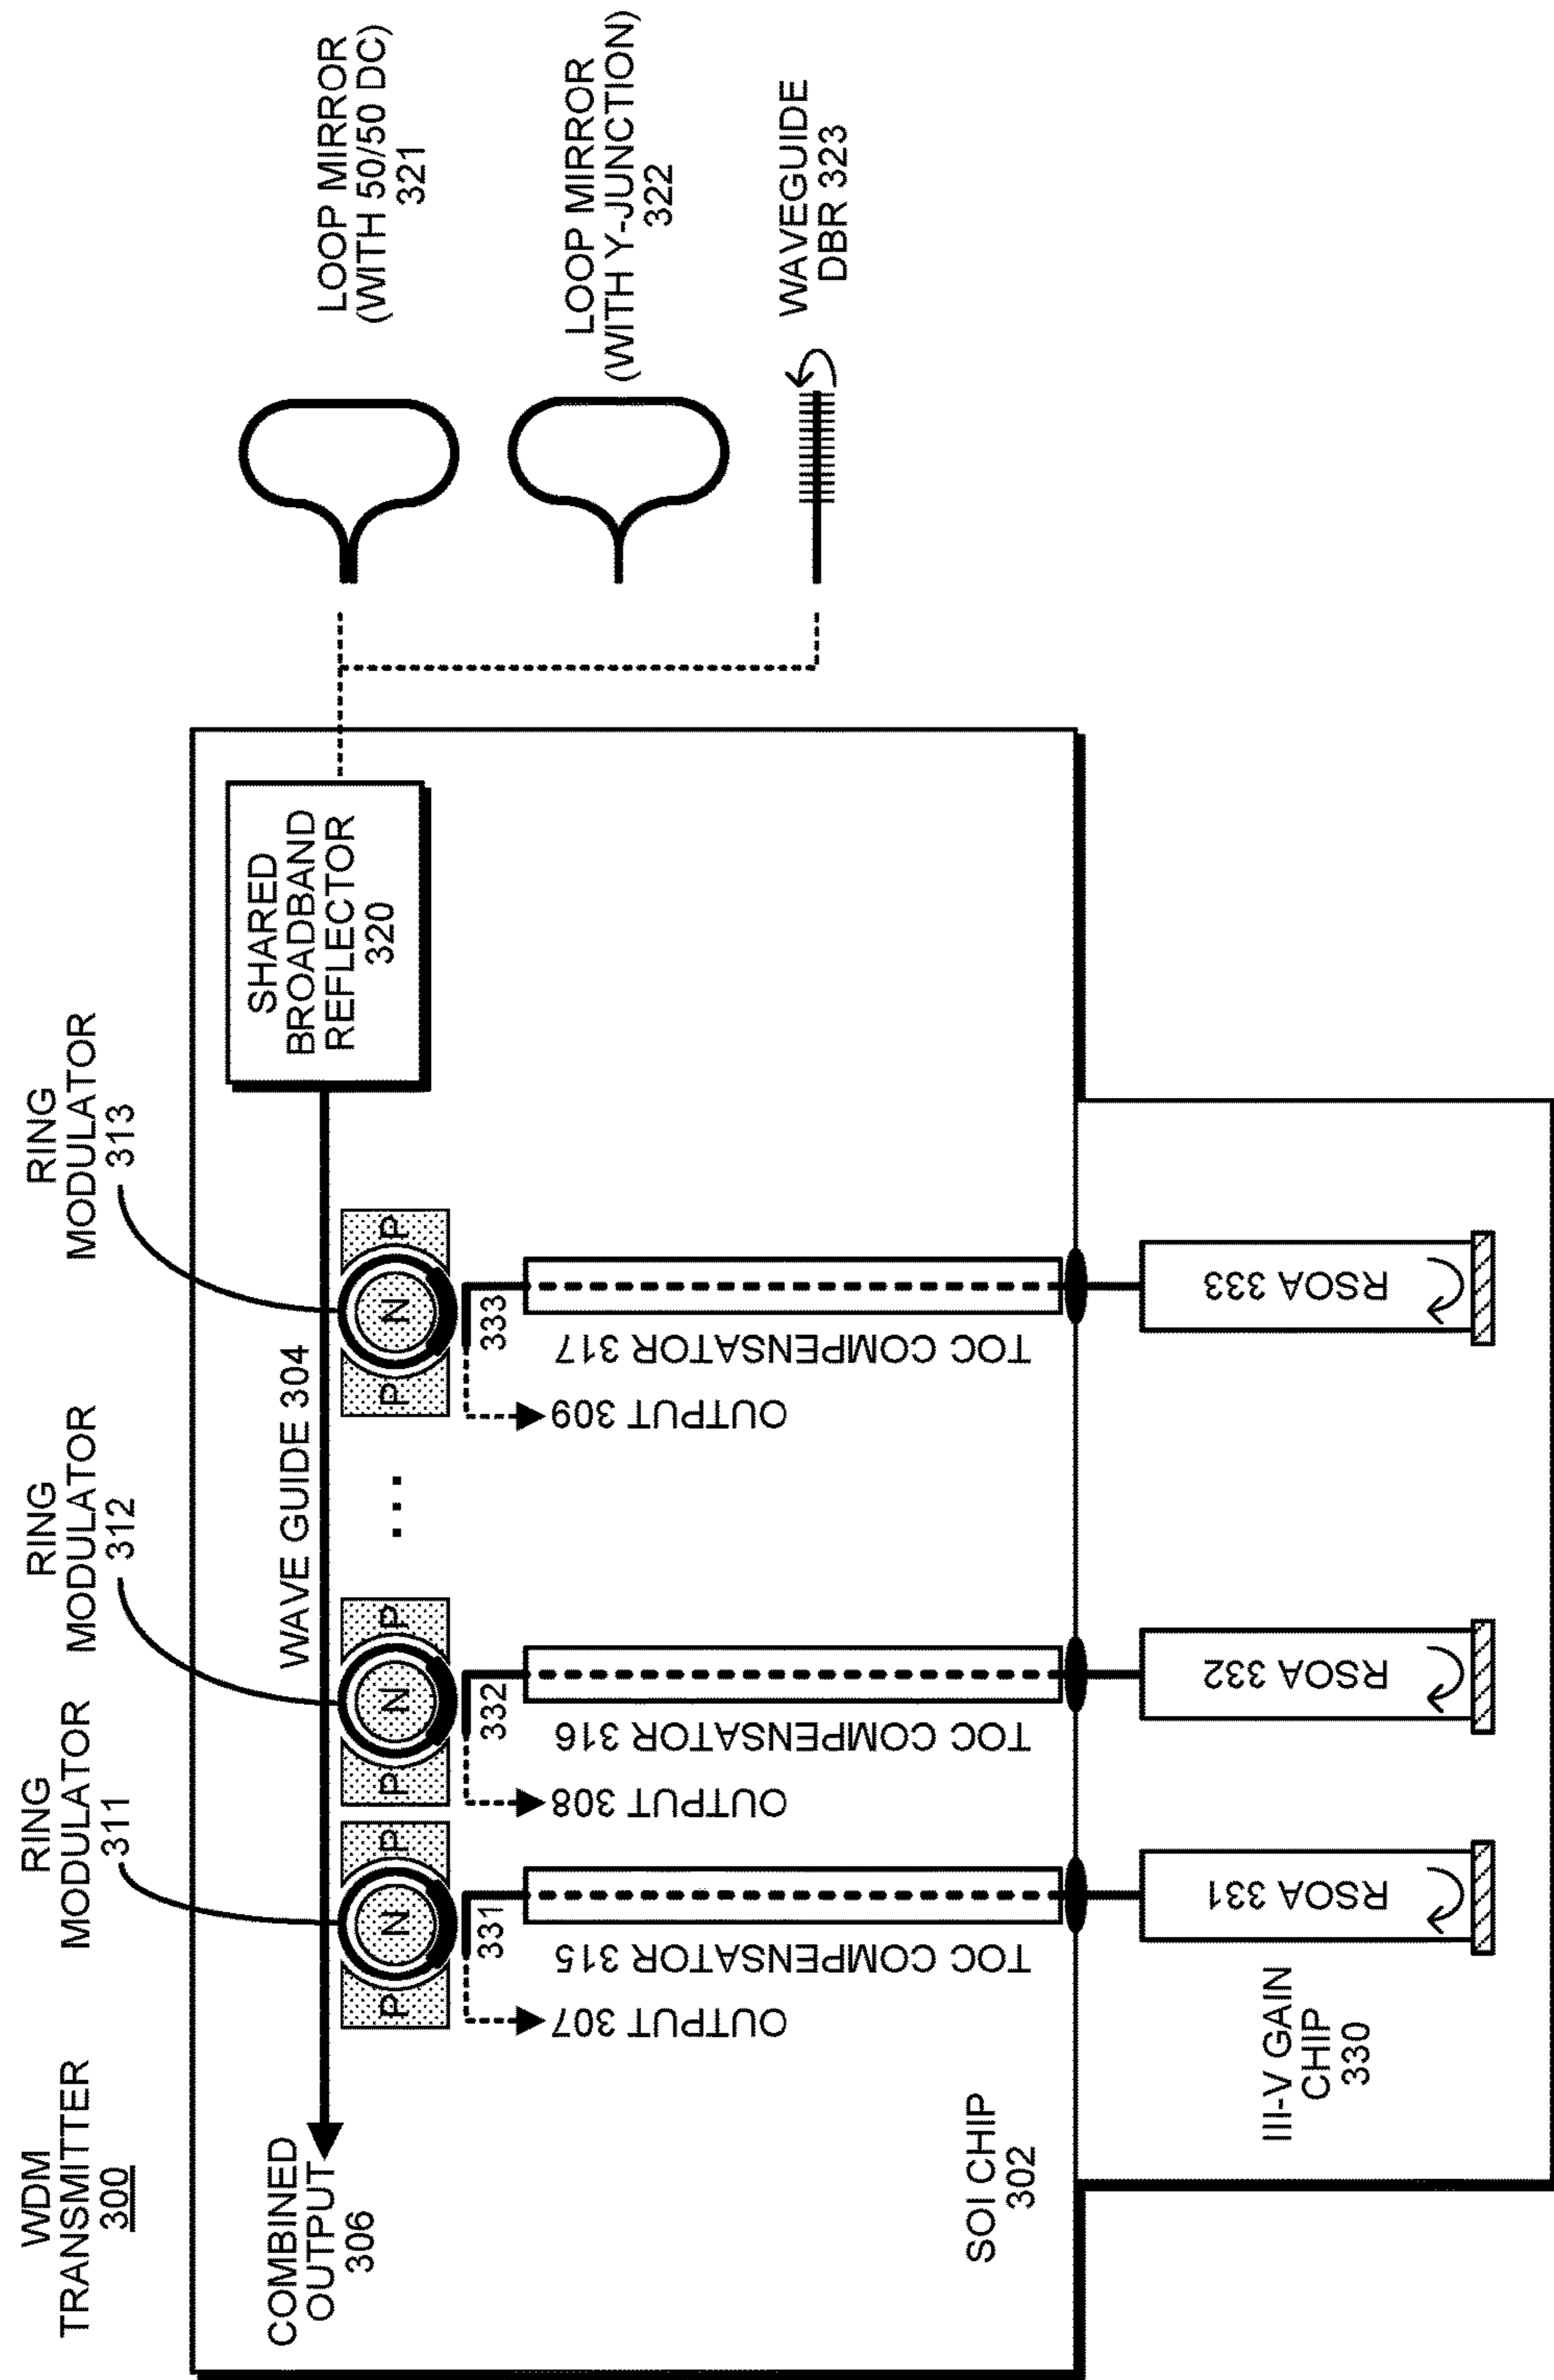 WDM
TRANSMITTER
300
RING
MODULATOR
311
RING
MODULATOR
312
RING
MODULATOR
313
COMBINED
OUTPUT
306
WAVE GUIDE 304
SHARED
BROADBAND
REFLECTOR
320
P
N
P
P
N
P
...
P
N
P
331
332
333
OUTPUT 307
TOC COMPENSATOR 315
OUTPUT 308
TOC COMPENSATOR 316
OUTPUT 309
TOC COMPENSATOR 317
SOI CHIP
302
III-V GAIN
CHIP
330
RSOA 331
RSOA 332
RSOA 333
LOOP MIRROR
(WITH 50/50 DC)
321
LOOP MIRROR
(WITH Y-JUNCTION)
322
WAVEGUIDE
DBR 323